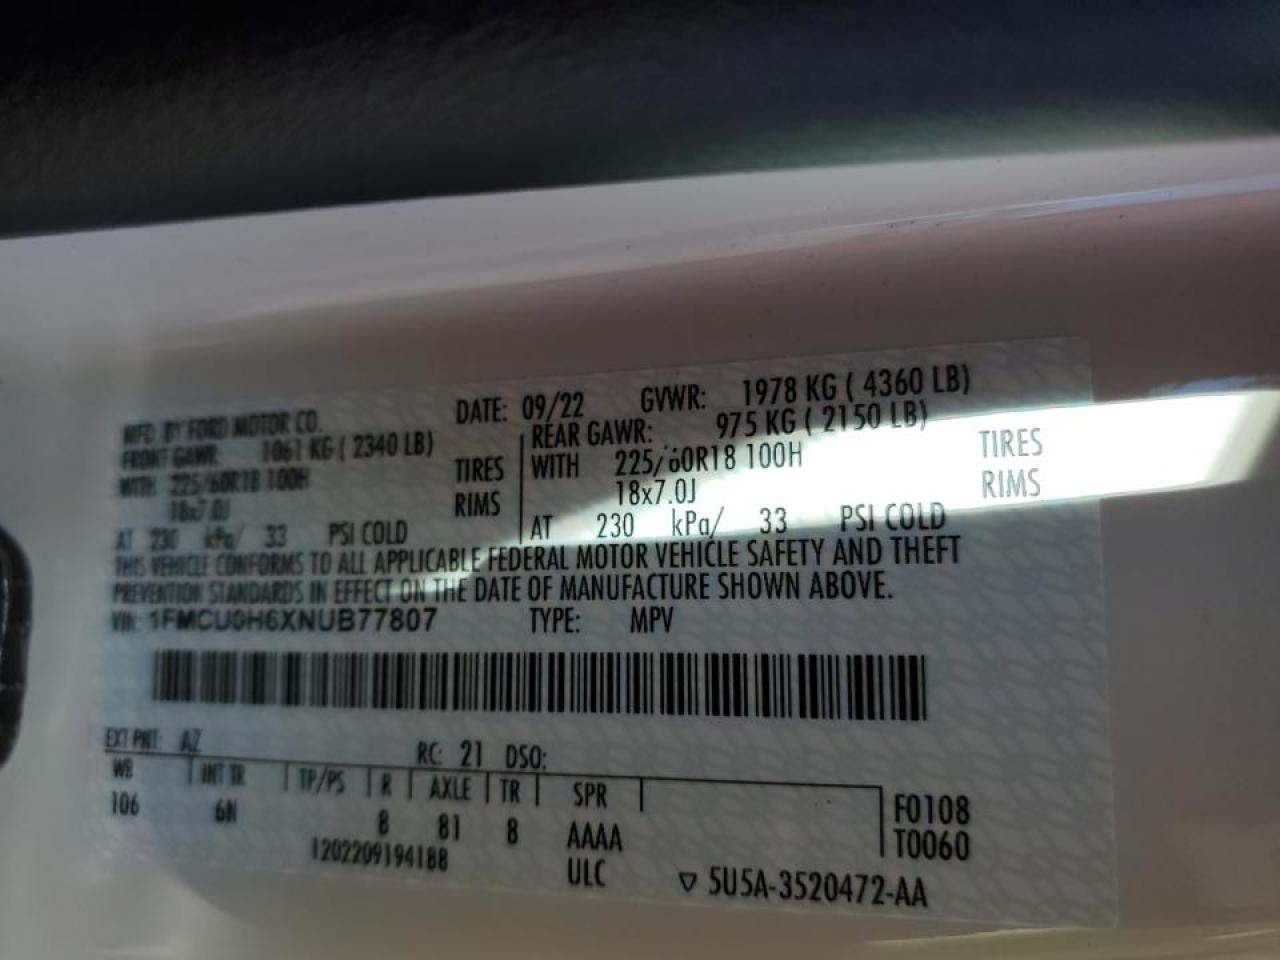 MFD. BY FORD MOTOR CO. DATE: 09/22 GVWR: 1978 KG ( 4360 LB)
FRONT GAWR: 1061 KG ( 2340 LB) REAR GAWR: 975 KG ( 2150 LB)
WITH 225/60R18 100H TIRES WITH 225/60R18 100H TIRES
18x7.0J RIMS 18x7.0J RIMS
AT 230 kPa/ 33 PSI COLD AT 230 kPa/ 33 PSI COLD
THIS VEHICLE CONFORMS TO ALL APPLICABLE FEDERAL MOTOR VEHICLE SAFETY AND THEFT
PREVENTION STANDARDS IN EFFECT ON THE DATE OF MANUFACTURE SHOWN ABOVE.
VIN: 1FMCU0H6XNUB77807 TYPE: MPV
EXT PNT: AZ RC: 21 DSO:
WB INT TR TP/PS R AXLE TR SPR F0108
106 6N 8 81 8 AAAA T0060
1202209194188 ULC ▽ 5U5A-3520472-AA